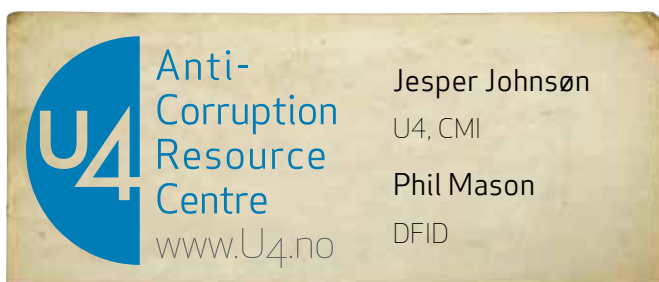 U4
Anti-
Corruption
Resource
Centre
www.U4.no
Jesper Johnsøn
U4, CMI
Phil Mason
DFID